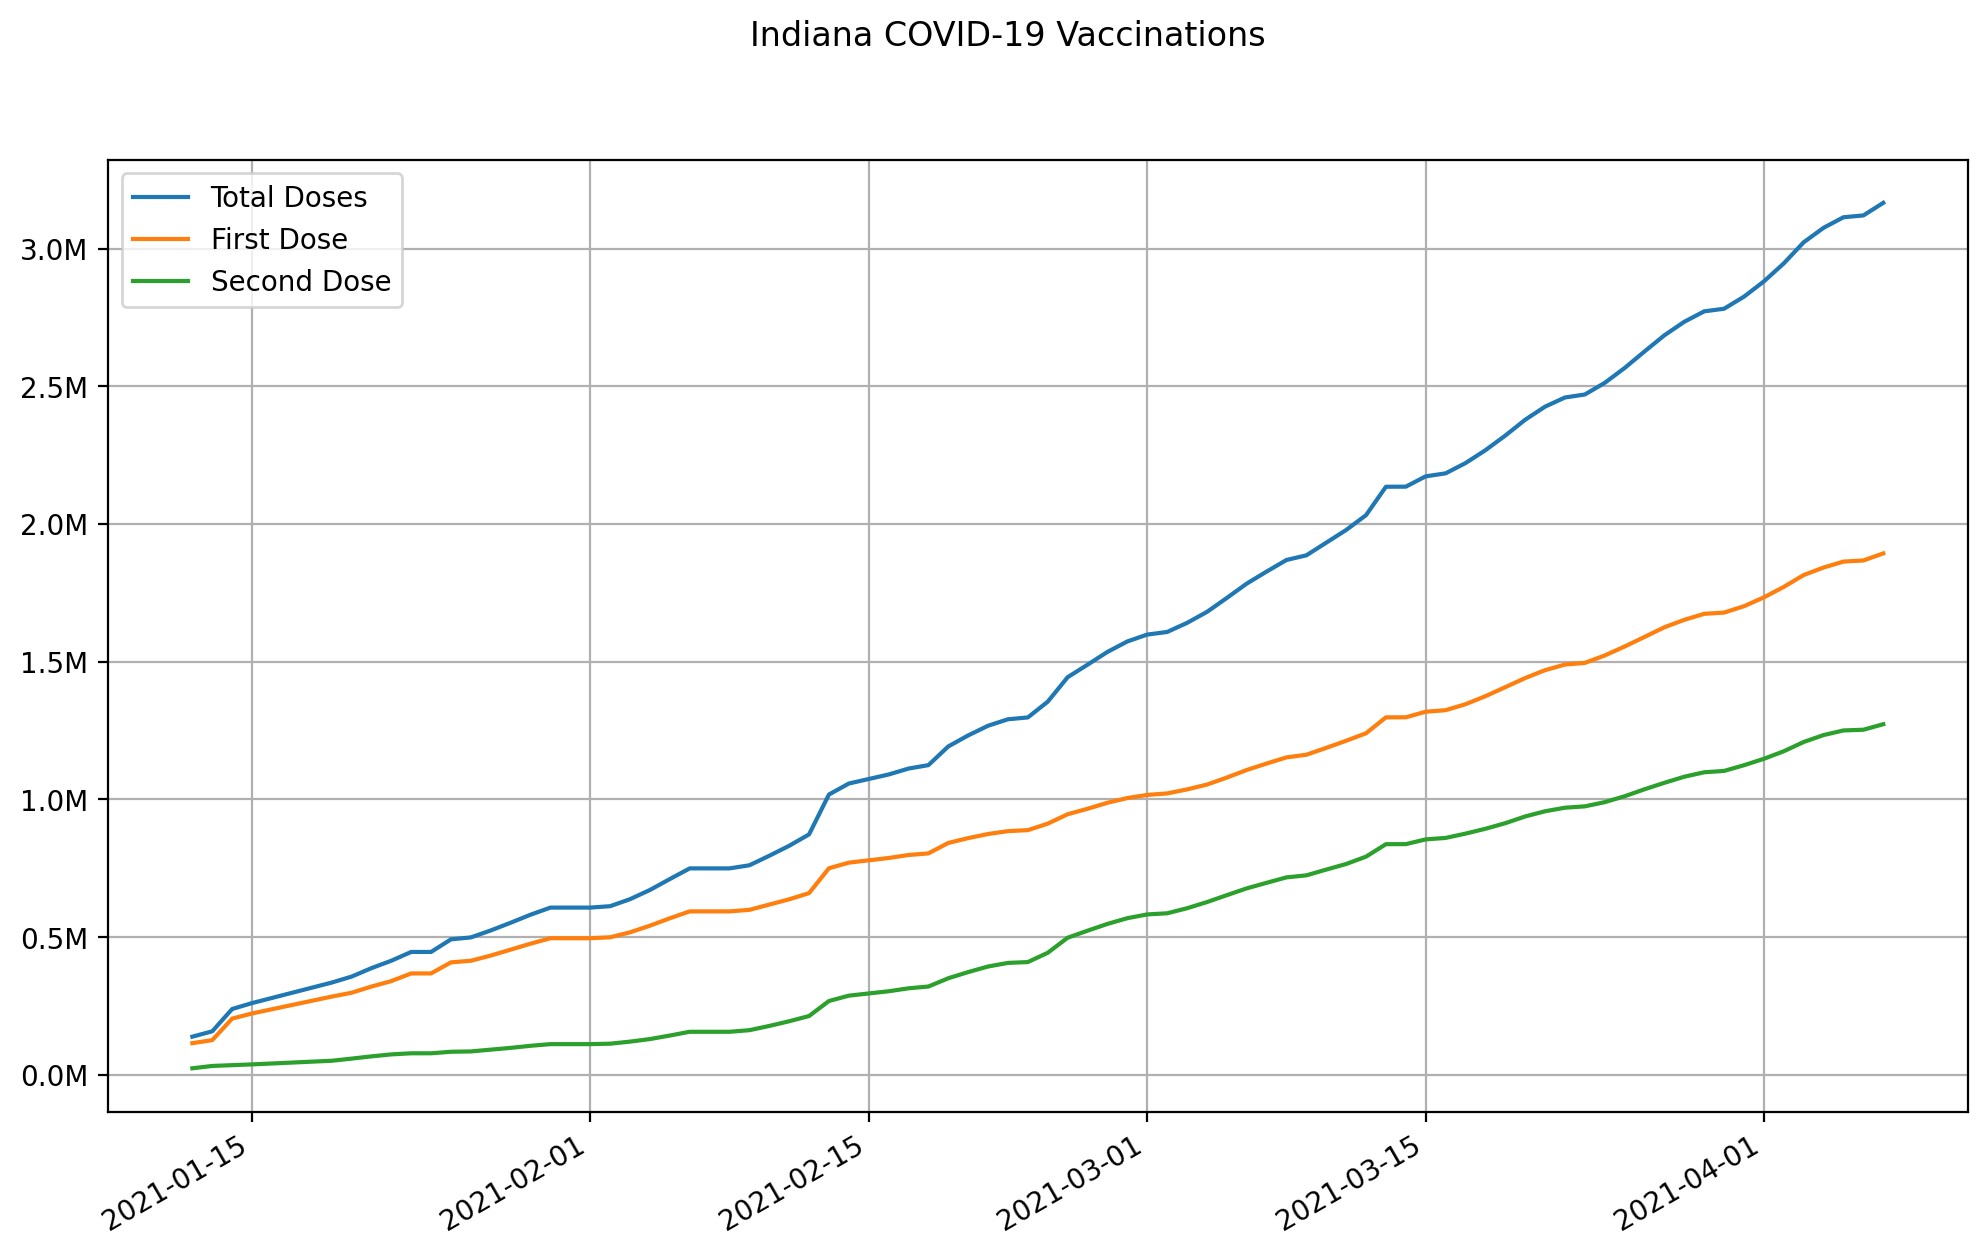 Indiana COVID-19 Vaccinations
Total Doses
First Dose
Second Dose
3.0M
2.5M
2.0M
1.5M
1.0M
0.5M
0.0M
2021-01-15
2021-02-01
2021-02-15
2021-03-01
2021-03-15
2021-04-01